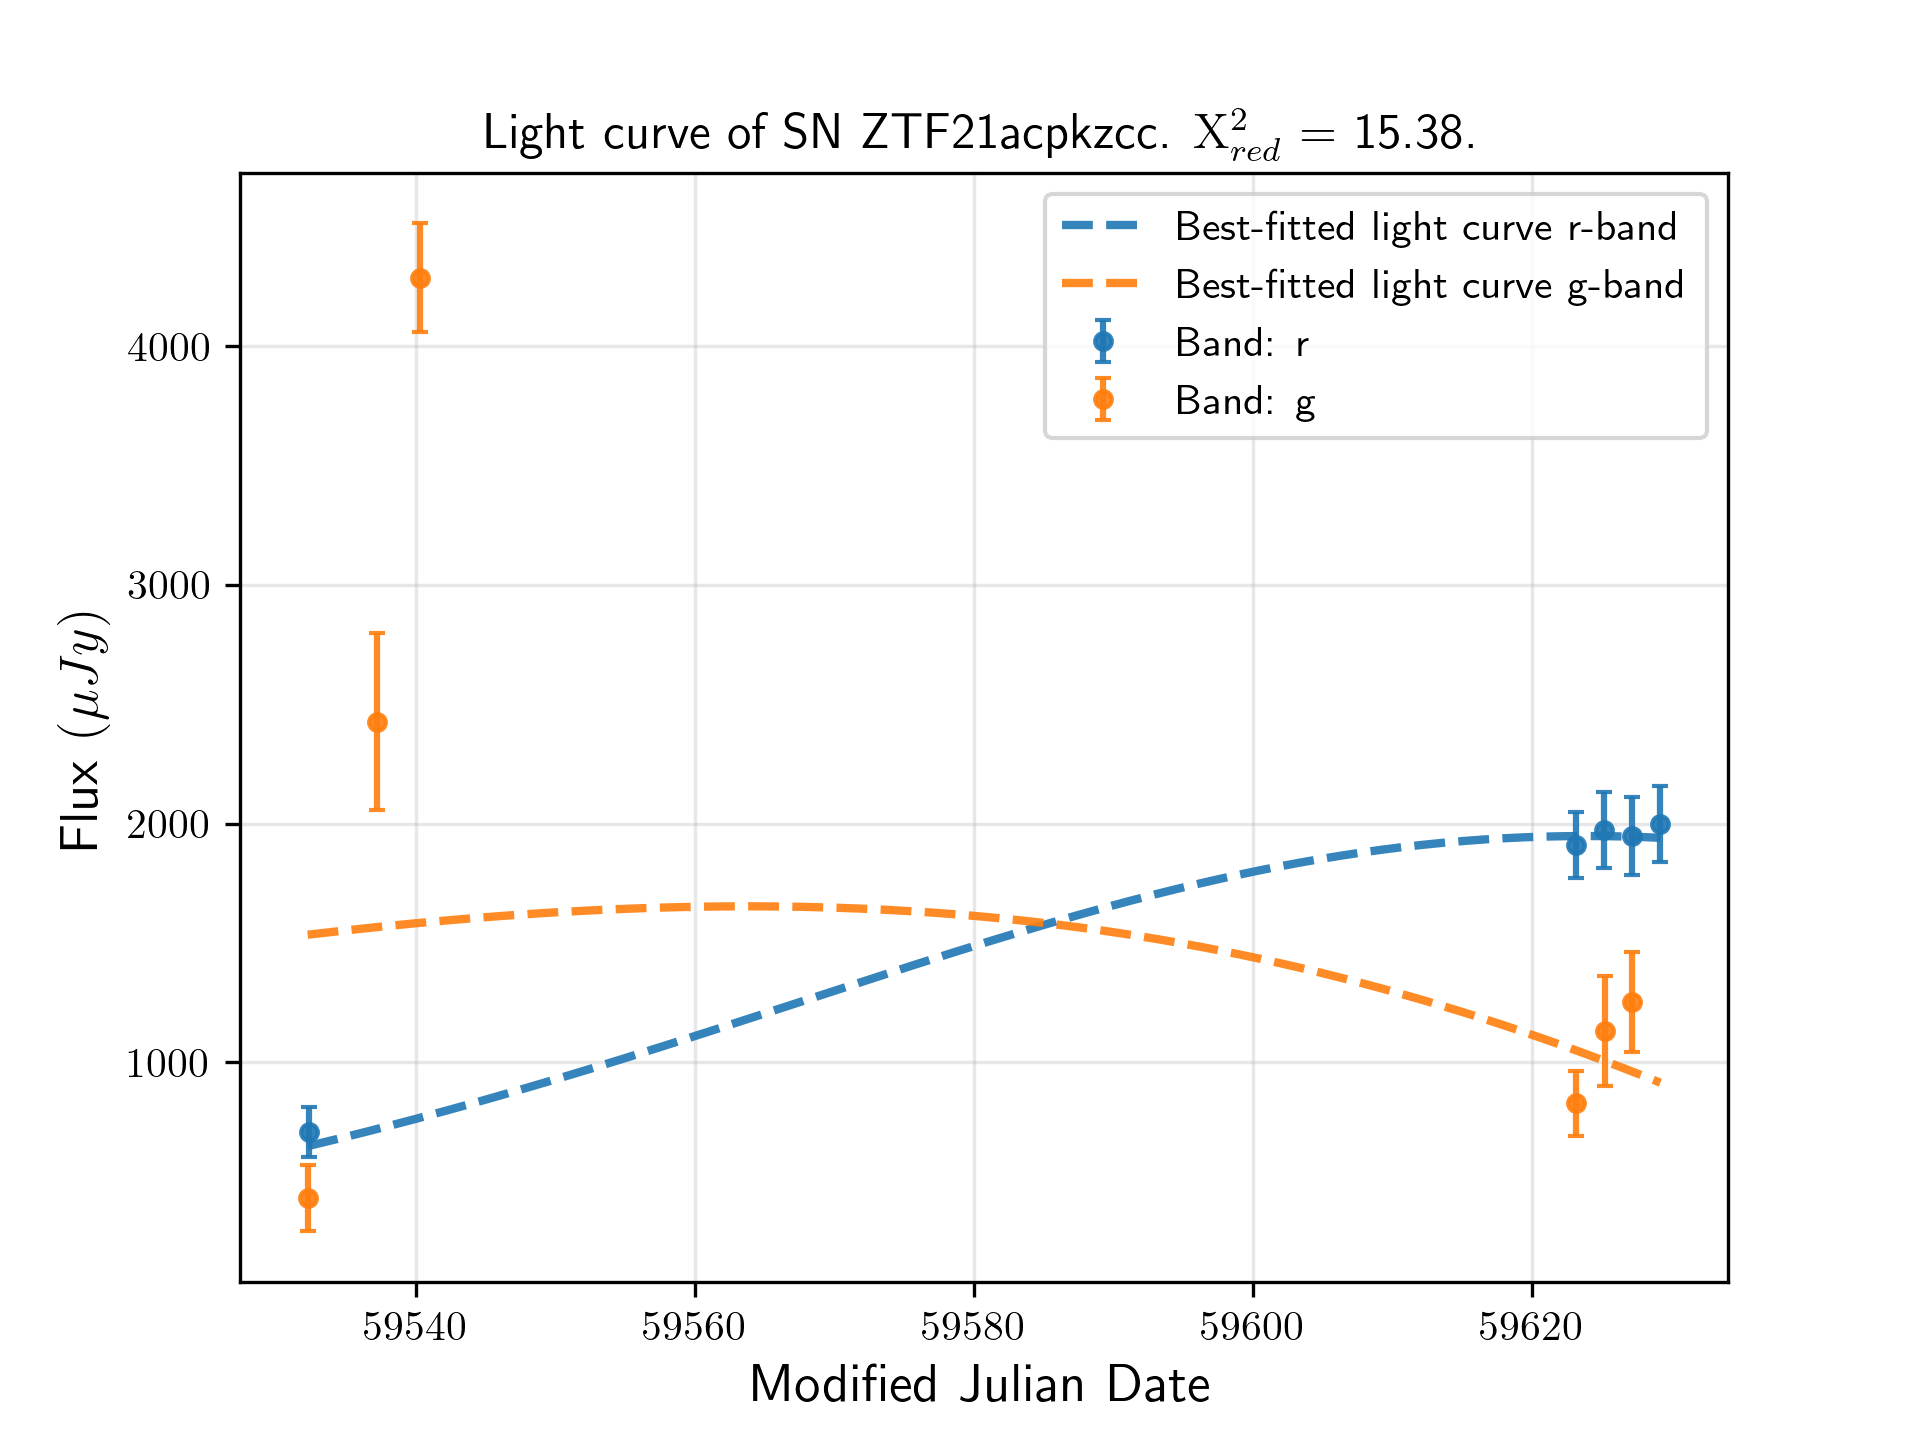 Light curve of SN ZTF21acpkzcc. X²red = 15.38.
Best-fitted light curve r-band
Best-fitted light curve g-band
Band: r
Band: g
Flux (μJy)
4000
3000
2000
1000
59540 59560 59580 59600 59620
Modified Julian Date